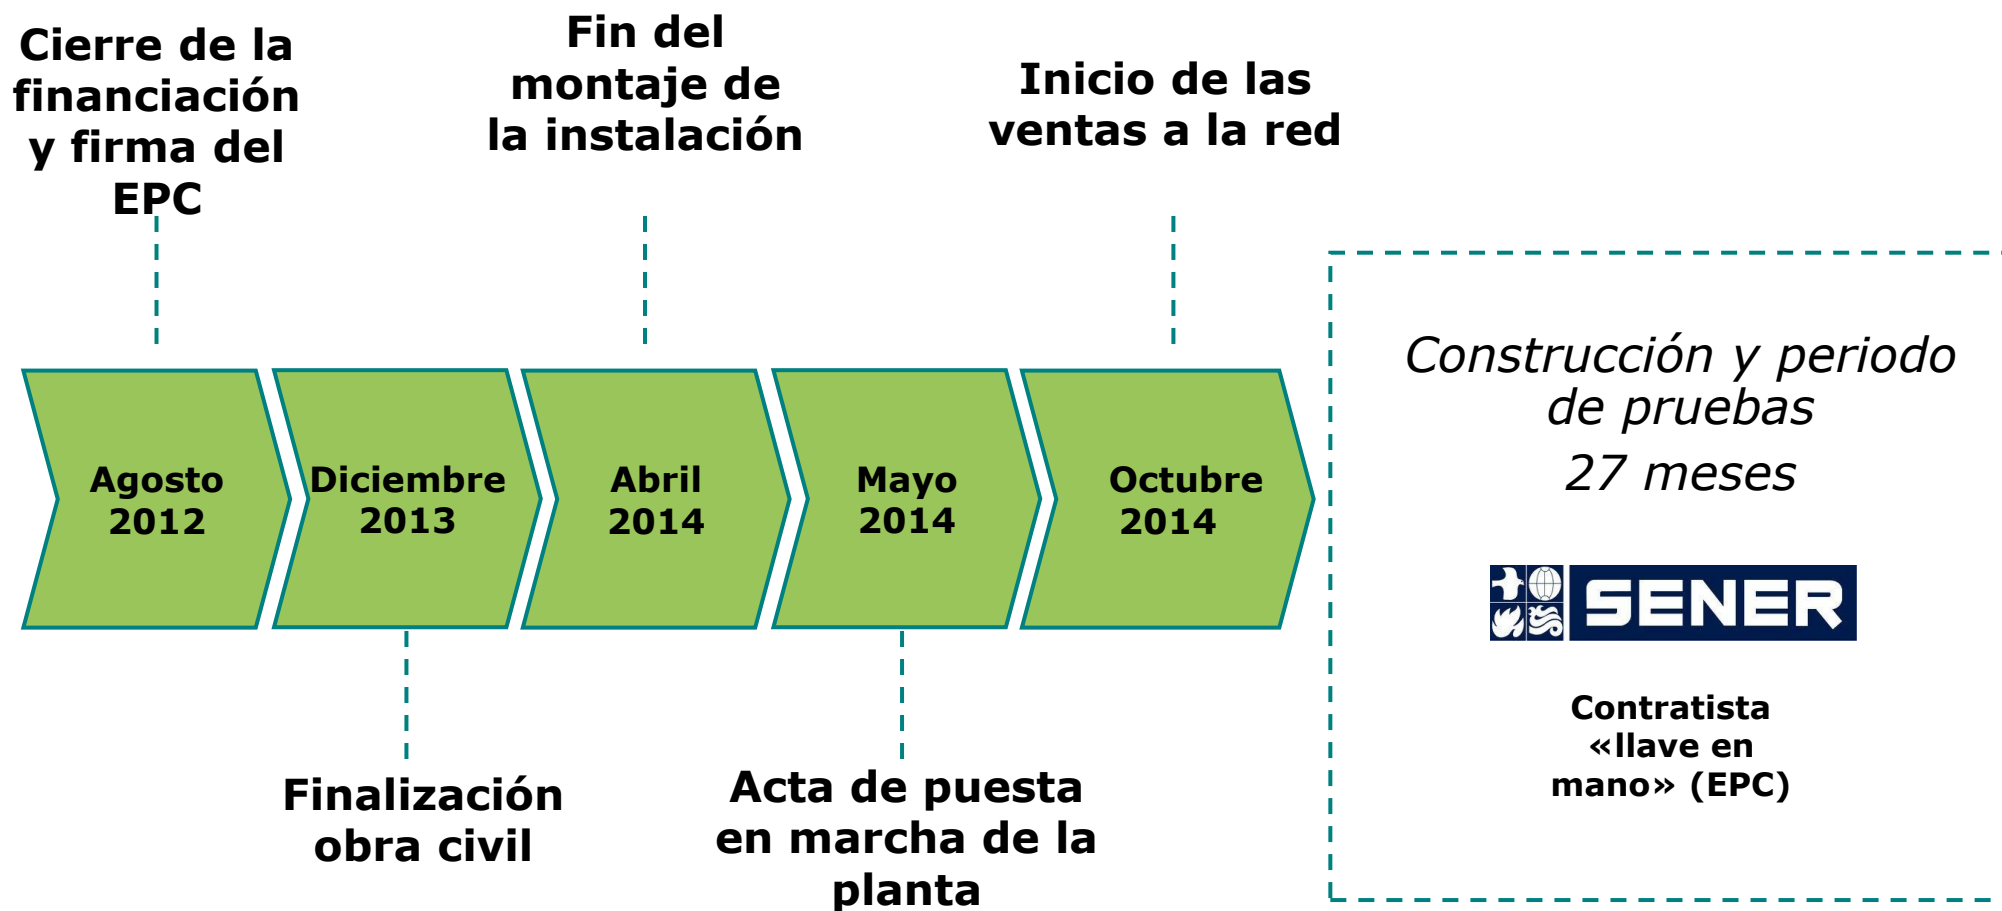 Cierre de la
financiación
y firma del
EPC
Fin del
montaje de
la instalación
Inicio de las
ventas a la red
Agosto
2012
Diciembre
2013
Abril
2014
Mayo
2014
Octubre
2014
Finalización
obra civil
Acta de puesta
en marcha de la
planta
Construcción y periodo
de pruebas
27 meses
SENER
Contratista
«llave en
mano» (EPC)